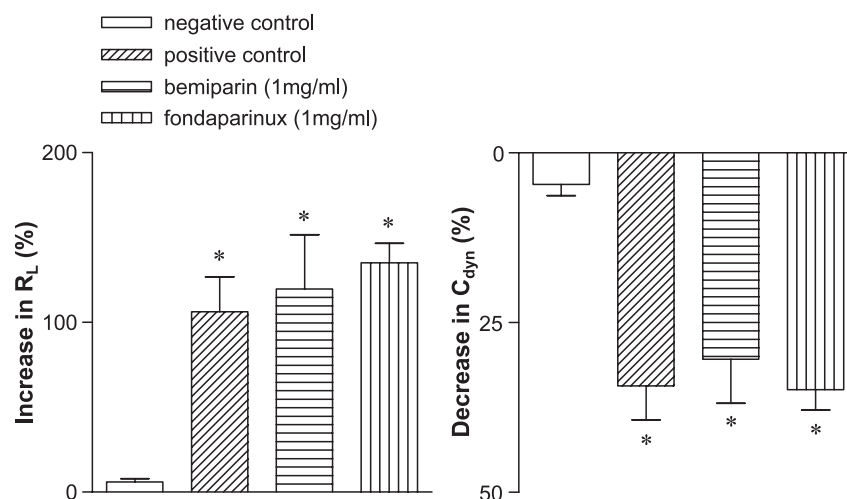 negative control
positive control
bemiparin (1mg/ml)
fondaparinux (1mg/ml)
200
100
0
Increase in RL (%)
* * *
0
25
50
Decrease in Cdyn (%)
* * *